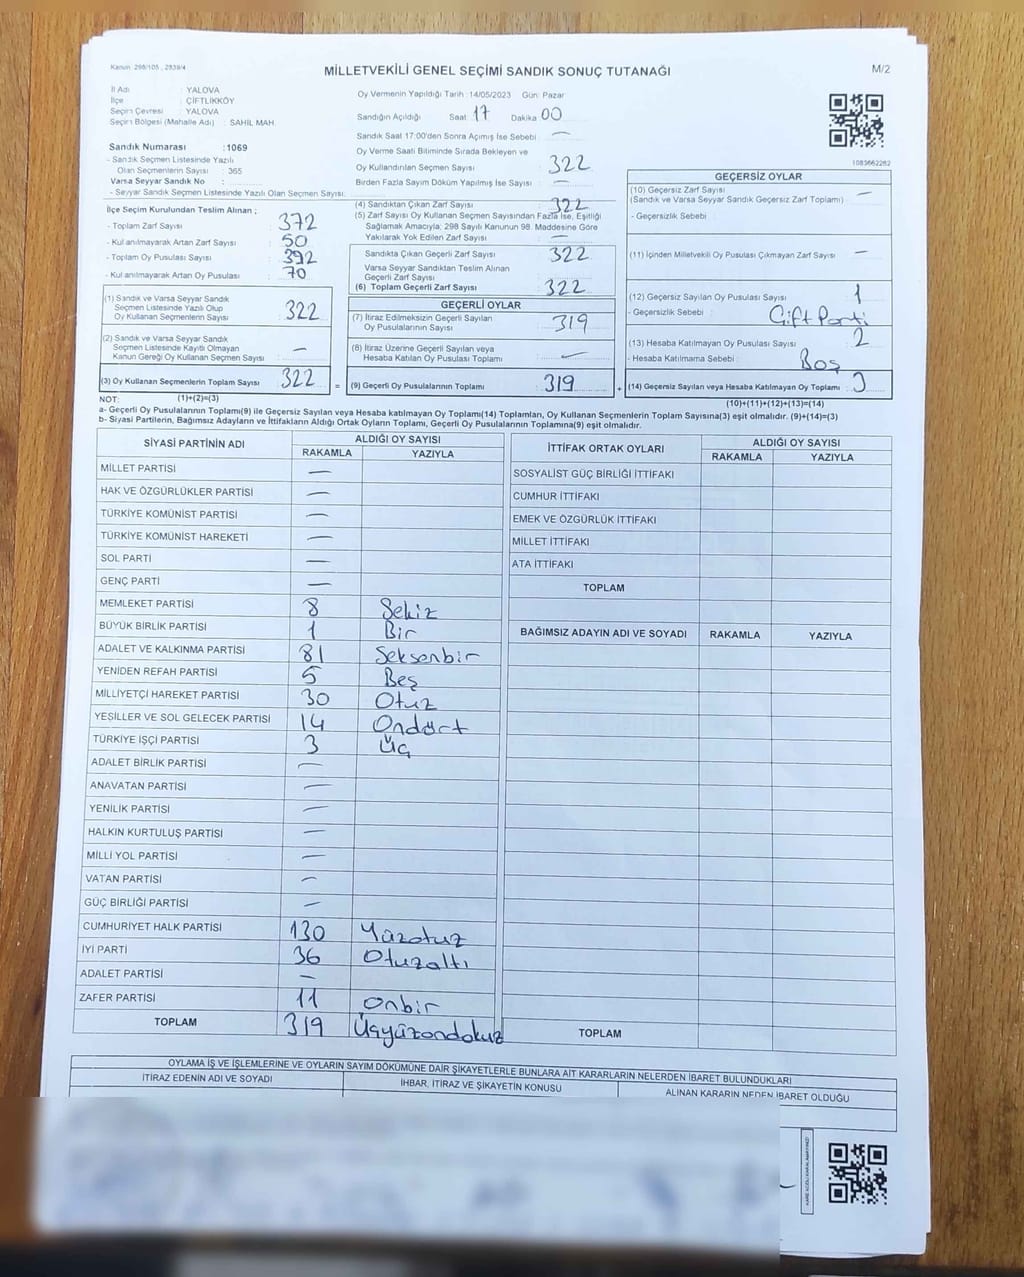 Kanun 298/105 , 2839/4
MİLLETVEKİLİ GENEL SEÇİMİ SANDIK SONUÇ TUTANAĞI
M/2
İl Adı : YALOVA
İlçe : ÇİFTLİKKÖY
Seçim Çevresi : YALOVA
Seçim Bölgesi (Mahalle Adı) : SAHİL MAH.
Sandık Numarası :1069
- Sandık Seçmen Listesinde Yazılı
Olan Seçmenlerin Sayısı : 365
Varsa Seyyar Sandık No :
- Seyyar Sandık Seçmen Listesinde Yazılı Olan Seçmen Sayısı:
Oy Vermenin Yapıldığı Tarih : 14/05/2023 Gün: Pazar
Sandığın Açıldığı Saat 17 Dakika 00
Sandık Saat 17:00'den Sonra Açımış İse Sebebi : —
Oy Verme Saati Bitiminde Sırada Bekleyen ve
Oy Kullandırılan Seçmen Sayısı : 322
Birden Fazla Sayım Döküm Yapılmış İse Sayısı : —
1083662262
İlçe Seçim Kurulundan Teslim Alınan ;
- Toplam Zarf Sayısı : 372
- Kullanılmayarak Artan Zarf Sayısı : 50
- Toplam Oy Pusulası Sayısı : 392
- Kullanılmayarak Artan Oy Pusulası : 70
(1) Sandık ve Varsa Seyyar Sandık
Seçmen Listesinde Yazılı Olup
Oy Kullanan Seçmenlerin Sayısı : 322
(2) Sandık ve Varsa Seyyar Sandık
Seçmen Listesinde Kayıtlı Olmayan
Kanun Gereği Oy Kullanan Seçmen Sayısı : —
(3) Oy Kullanan Seçmenlerin Toplam Sayısı 322 =
(4) Sandıktan Çıkan Zarf Sayısı : 322
(5) Zarf Sayısı Oy Kullanan Seçmen Sayısından Fazla İse, Eşitliği
Sağlamak Amacıyla; 298 Sayılı Kanunun 98. Maddesine Göre
Yakılarak Yok Edilen Zarf Sayısı : —
Sandıkta Çıkan Geçerli Zarf Sayısı : 322
Varsa Seyyar Sandıktan Teslim Alınan
Geçerli Zarf Sayısı :
(6) Toplam Geçerli Zarf Sayısı : 322
GEÇERLİ OYLAR
(7) İtiraz Edilmeksizin Geçerli Sayılan
Oy Pusulalarının Sayısı : 319
(8) İtiraz Üzerine Geçerli Sayılan veya
Hesaba Katılan Oy Pusulası Toplamı : —
(9) Geçerli Oy Pusulalarının Toplamı : 319 +
GEÇERSİZ OYLAR
(10) Geçersiz Zarf Sayısı : —
(Sandık ve Varsa Seyyar Sandık Geçersiz Zarf Toplamı)
- Geçersizlik Sebebi :
(11) İçinden Milletvekili Oy Pusulası Çıkmayan Zarf Sayısı : —
(12) Geçersiz Sayılan Oy Pusulası Sayısı : 1
- Geçersizlik Sebebi : Çift Parti
(13) Hesaba Katılmayan Oy Pusulası Sayısı : 2
- Hesaba Katılmama Sebebi : Boş
(14) Geçersiz Sayılan veya Hesaba Katılmayan Oy Toplamı : 3
NOT: (1)+(2)=(3)
(10)+(11)+(12)+(13)=(14)
a- Geçerli Oy Pusulalarının Toplamı(9) ile Geçersiz Sayılan veya Hesaba katılmayan Oy Toplamı(14) Toplamları, Oy Kullanan Seçmenlerin Toplam Sayısına(3) eşit olmalıdır. (9)+(14)=(3)
b- Siyasi Partilerin, Bağımsız Adayların ve İttifakların Aldığı Ortak Oyların Toplamı, Geçerli Oy Pusulalarının Toplamına(9) eşit olmalıdır.
SİYASİ PARTİNİN ADI ALDIĞI OY SAYISI
RAKAMLA YAZIYLA
MİLLET PARTİSİ —
HAK VE ÖZGÜRLÜKLER PARTİSİ —
TÜRKİYE KOMÜNİST PARTİSİ —
TÜRKİYE KOMÜNİST HAREKETİ —
SOL PARTİ —
GENÇ PARTİ —
MEMLEKET PARTİSİ 8 Sekiz
BÜYÜK BİRLİK PARTİSİ 1 Bir
ADALET VE KALKINMA PARTİSİ 81 Seksenbir
YENİDEN REFAH PARTİSİ 5 Beş
MİLLİYETÇİ HAREKET PARTİSİ 30 Otuz
YEŞİLLER VE SOL GELECEK PARTİSİ 14 Ondört
TÜRKİYE İŞÇİ PARTİSİ 3 Üç
ADALET BİRLİK PARTİSİ —
ANAVATAN PARTİSİ —
YENİLİK PARTİSİ —
HALKIN KURTULUŞ PARTİSİ —
MİLLİ YOL PARTİSİ —
VATAN PARTİSİ —
GÜÇ BİRLİĞİ PARTİSİ —
CUMHURİYET HALK PARTİSİ 130 Yüzotuz
İYİ PARTİ 36 Otuzaltı
ADALET PARTİSİ —
ZAFER PARTİSİ 11 Onbir
TOPLAM 319 Üçyüzondokuz
İTTİFAK ORTAK OYLARI ALDIĞI OY SAYISI
RAKAMLA YAZIYLA
SOSYALİST GÜÇ BİRLİĞİ İTTİFAKI
CUMHUR İTTİFAKI
EMEK VE ÖZGÜRLÜK İTTİFAKI
MİLLET İTTİFAKI
ATA İTTİFAKI
TOPLAM
BAĞIMSIZ ADAYIN ADI VE SOYADI RAKAMLA YAZIYLA
TOPLAM
OYLAMA İŞ VE İŞLEMLERİNE VE OYLARIN SAYIM DÖKÜMÜNE DAİR ŞİKAYETLERLE BUNLARA AİT KARARLARIN NELERDEN İBARET BULUNDUKLARI
İTİRAZ EDENİN ADI VE SOYADI İHBAR, İTİRAZ VE ŞİKAYETİN KONUSU ALINAN KARARIN NEDEN İBARET OLDUĞU